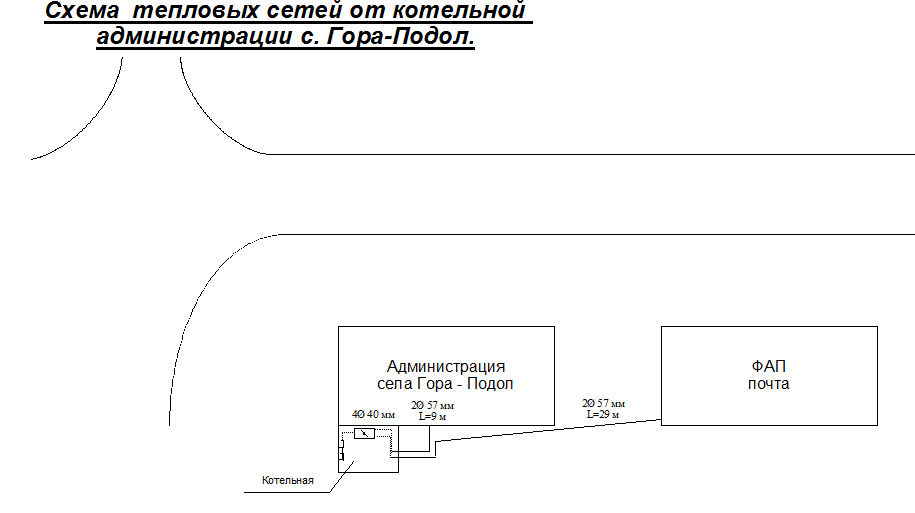 Схема тепловых сетей от котельной
администрации с. Гора-Подол.
Администрация
села Гора - Подол
ФАП
почта
4Ø 40 мм
2Ø 57 мм
L=9 м
2Ø 57 мм
L=29 м
Котельная